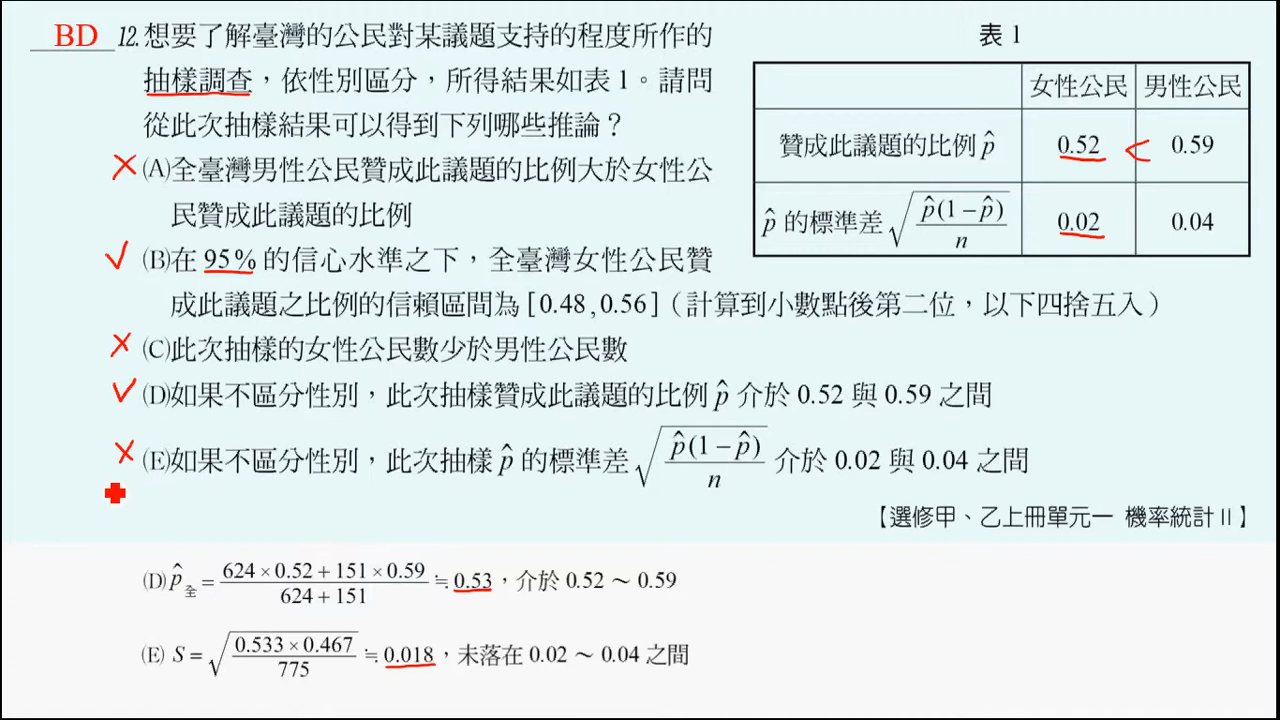 BD 12.想要了解臺灣的公民對某議題支持的程度所作的
抽樣調查，依性別區分，所得結果如表 1。請問
從此次抽樣結果可以得到下列哪些推論？
(A)全臺灣男性公民贊成此議題的比例大於女性公
民贊成此議題的比例
(B)在 95% 的信心水準之下，全臺灣女性公民贊
成此議題之比例的信賴區間為 [0.48,0.56]（計算到小數點後第二位，以下四捨五入）
(C)此次抽樣的女性公民數少於男性公民數
(D)如果不區分性別，此次抽樣贊成此議題的比例 p̂ 介於 0.52 與 0.59 之間
(E)如果不區分性別，此次抽樣 p̂ 的標準差 √(p̂(1−p̂)/n) 介於 0.02 與 0.04 之間
【選修甲、乙上冊單元一 機率統計Ⅱ】
表 1
女性公民 男性公民
贊成此議題的比例 p̂ 0.52 < 0.59
p̂ 的標準差 √(p̂(1−p̂)/n) 0.02 0.04
(D) p̂全 = (624×0.52+151×0.59)/(624+151) ≒ 0.53，介於 0.52 ～ 0.59
(E) S = √(0.533×0.467/775) ≒ 0.018，未落在 0.02 ～ 0.04 之間